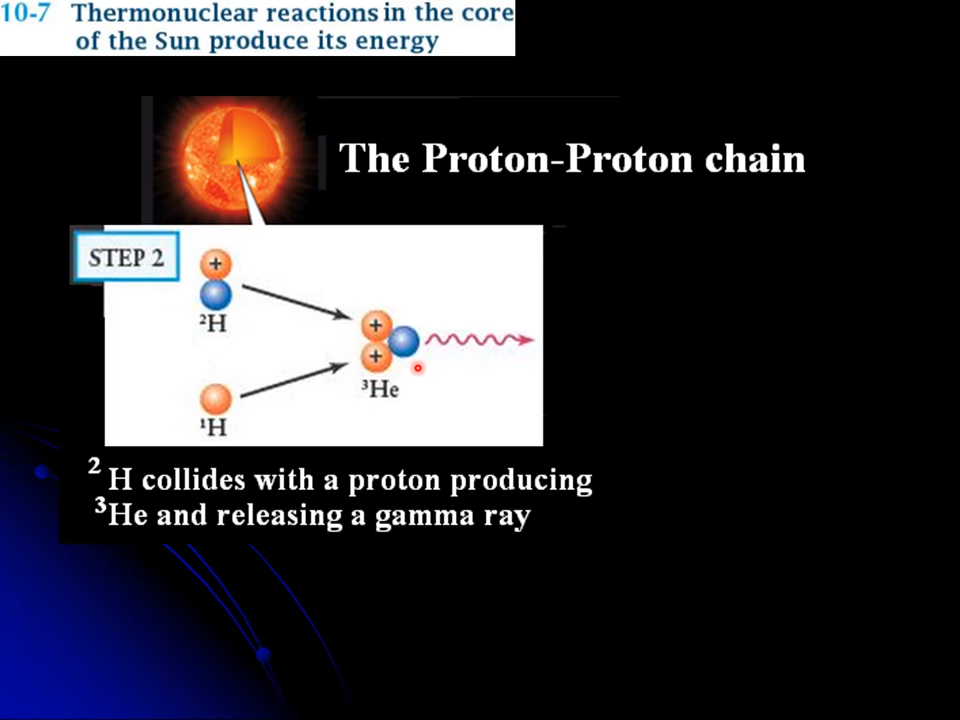 10-7 Thermonuclear reactions in the core
of the Sun produce its energy
The Proton-Proton chain
STEP 2
+
²H
+
+
³He
¹H
² H collides with a proton producing
³He and releasing a gamma ray